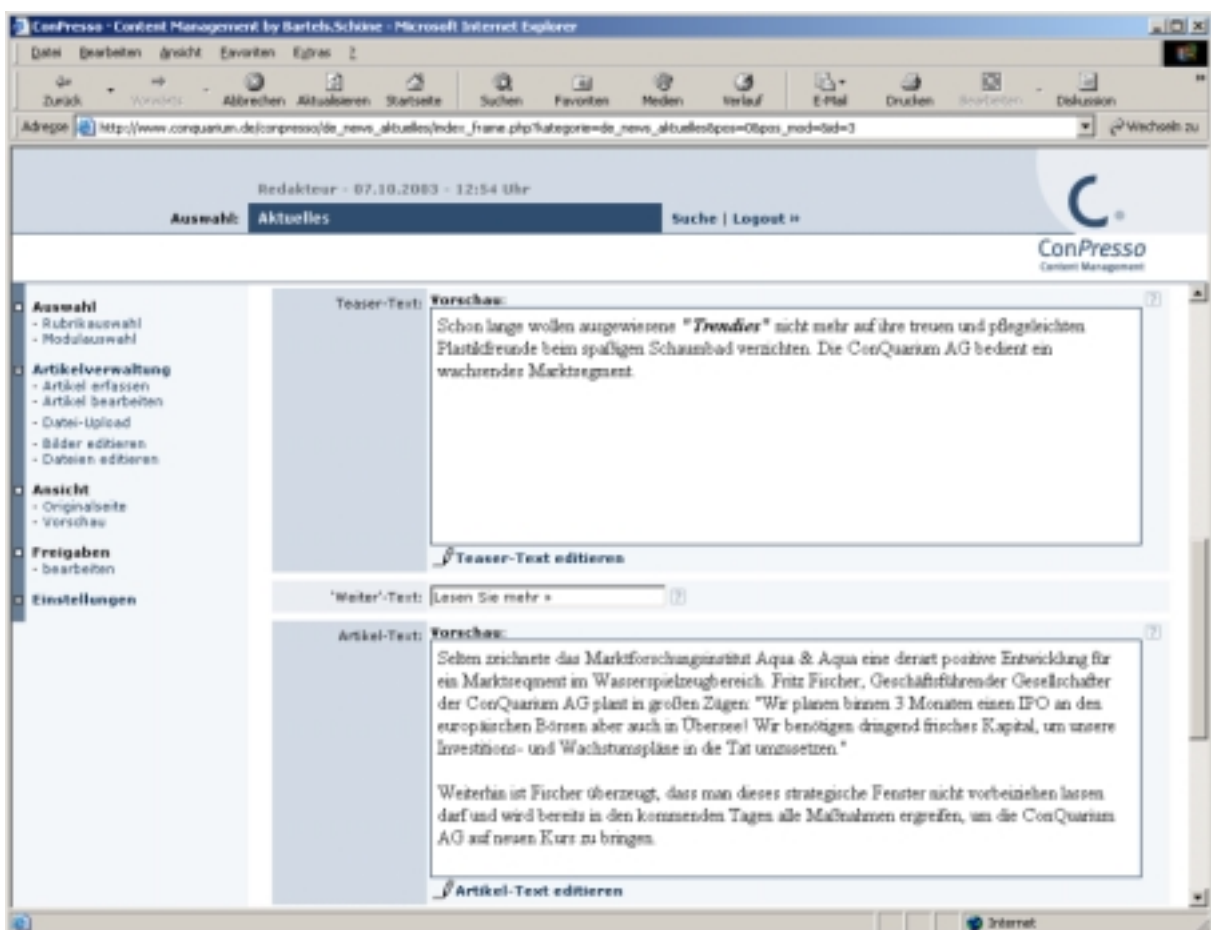 ConPresso - Content Management by Bartels.Schöne - Microsoft Internet Explorer
Datei Bearbeiten Ansicht Favoriten Extras ?
Zurück Vorwärts Abbrechen Aktualisieren Startseite Suchen Favoriten Medien Verlauf E-Mail Drucken Bearbeiten Diskussion
Adresse http://www.conquarium.de/conpresso/de_news_aktuelles/index_frame.php?kategorie=de_news_aktuelles&pos=0&pos_mod=&id=3 Wechseln zu
Redakteur - 07.10.2003 - 12:54 Uhr
Auswahl: Aktuelles Suche | Logout »
C.
ConPresso
Content Management
Auswahl
- Rubrikauswahl
- Modulauswahl
Artikelverwaltung
- Artikel erfassen
- Artikel bearbeiten
- Datei-Upload
- Bilder editieren
- Dateien editieren
Ansicht
- Originalseite
- Vorschau
Freigaben
- bearbeiten
Einstellungen
Teaser-Text: Vorschau: ?
Schon lange wollen ausgewiesene "Trendies" nicht mehr auf ihre treuen und pflegeleichten
Plastikfreunde beim spaßigen Schaumbad verzichten. Die ConQuarium AG bedient ein
wachsendes Marktsegment.
Teaser-Text editieren
'Weiter'-Text: Lesen Sie mehr » ?
Artikel-Text: Vorschau: ?
Selten zeichnete das Marktforschungsinstitut Aqua & Aqua eine derart positive Entwicklung für
ein Marktseqment im Wasserspielzeugbereich. Fritz Fischer, Geschäftsführender Gesellschafter
der ConQuarium AG plant in großen Zügen: "Wir planen binnen 3 Monaten einen IPO an den
europäischen Börsen aber auch in Übersee! Wir benötigen dringend frisches Kapital, um unsere
Investitions- und Wachstumspläne in die Tat umzusetzen."
Weiterhin ist Fischer überzeugt, dass man dieses strategische Fenster nicht vorbeiziehen lassen
darf und wird bereits in den kommenden Tagen alle Maßnahmen ergreifen, um die ConQuarium
AG auf neuen Kurs zu bringen.
Artikel-Text editieren
Internet